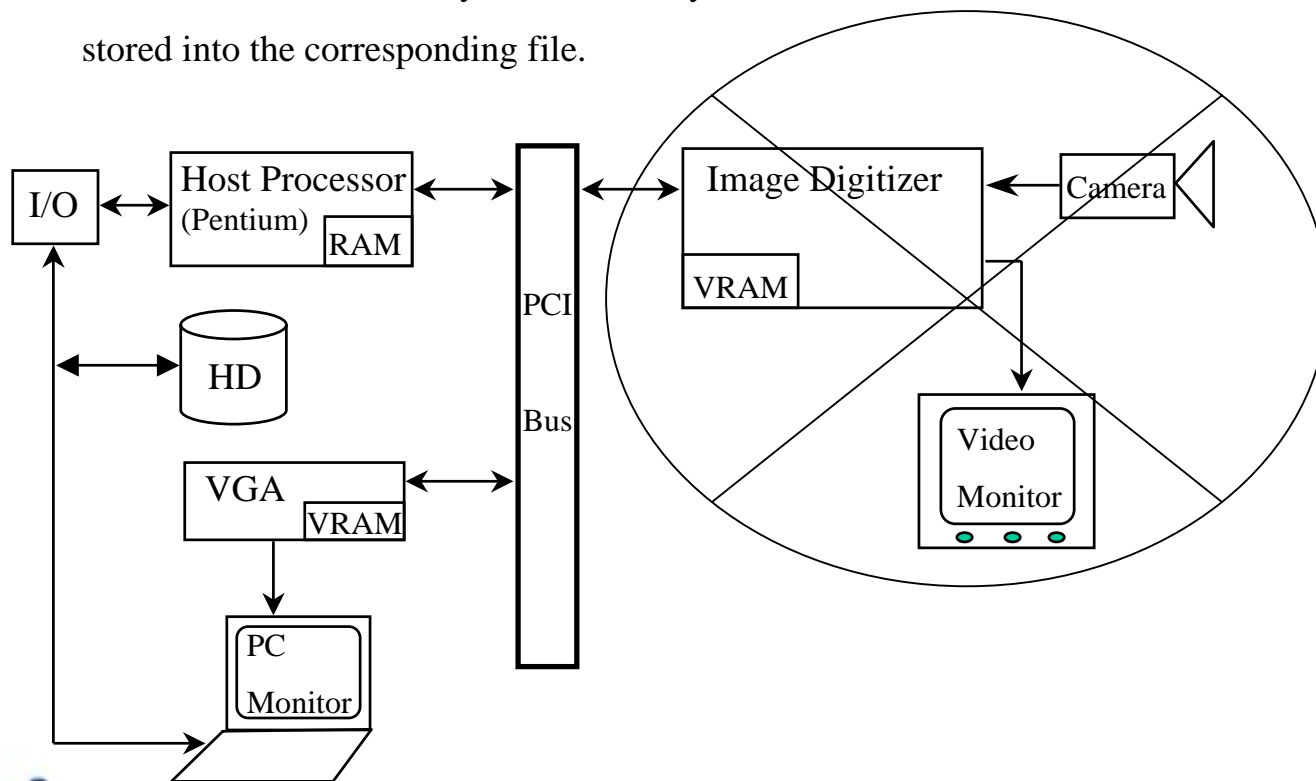 stored into the corresponding file.
I/O
Host Processor
(Pentium)
RAM
HD
VGA
VRAM
PC
Monitor
PCI
Bus
Image Digitizer
VRAM
Camera
Video
Monitor